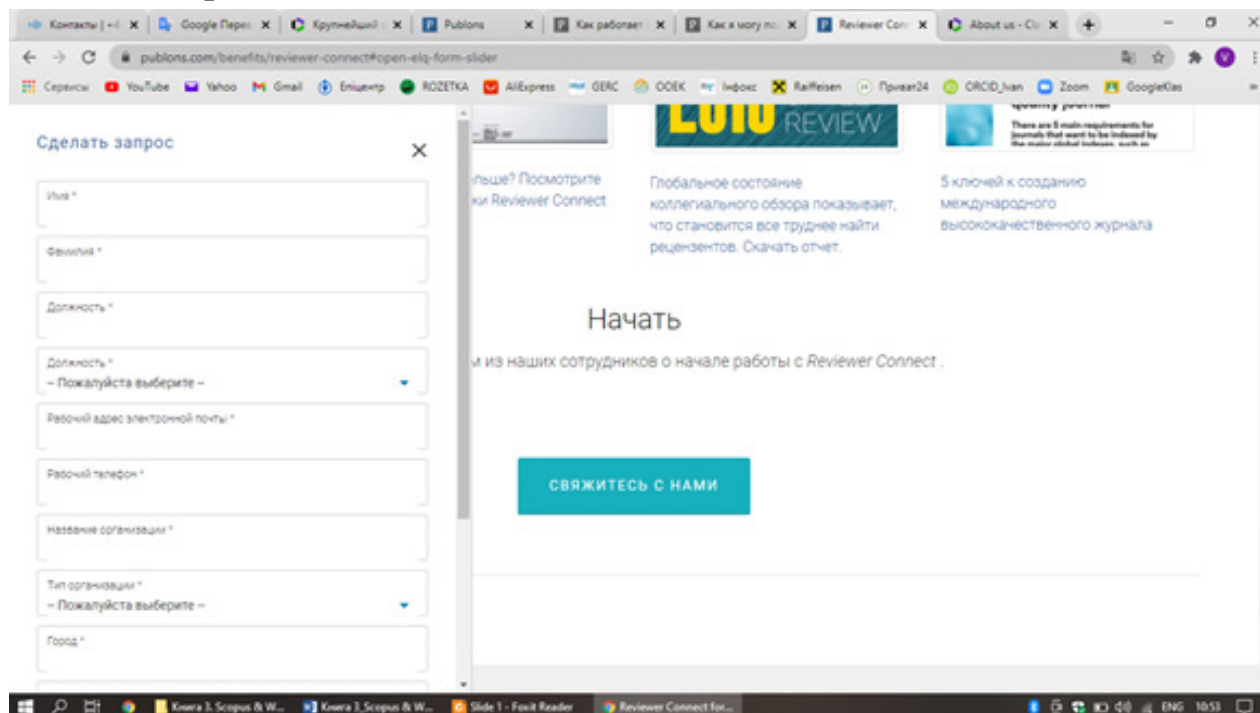 Контакты | +
Google Перев
Крупнейший
Publons
Как работает
Как я могу по
Reviewer Conn
About us - Cla
publons.com/benefits/reviewer-connect#open-elq-form-slider
Сервисы
YouTube
Yahoo
Gmail
Епіцентр
ROZETKA
AliExpress
GERC
ООЕК
Інфокс
Raiffeisen
Приват24
ORCID_Ivan
Zoom
GoogleKlas
Сделать запрос
Имя *
Фамилия *
Должность *
Должность *
– Пожалуйста выберите –
Рабочий адрес электронной почты *
Рабочий телефон *
Название организации *
Тип организации *
– Пожалуйста выберите –
Город *
льше? Посмотрите
ки Reviewer Connect
REVIEW
Глобальное состояние
коллегиального обзора показывает,
что становится все труднее найти
рецензентов. Скачать отчет.
quality journal
There are 5 main requirements for
journals that want to be indexed by
the major global indexes, such as
5 ключей к созданию
международного
высококачественного журнала
Начать
м из наших сотрудников о начале работы с Reviewer Connect .
СВЯЖИТЕСЬ С НАМИ
Книга 3. Scopus & W...
Книга 3_Scopus & W...
Slide 1 - Foxit Reader
Reviewer Connect for...
ENG
10:53